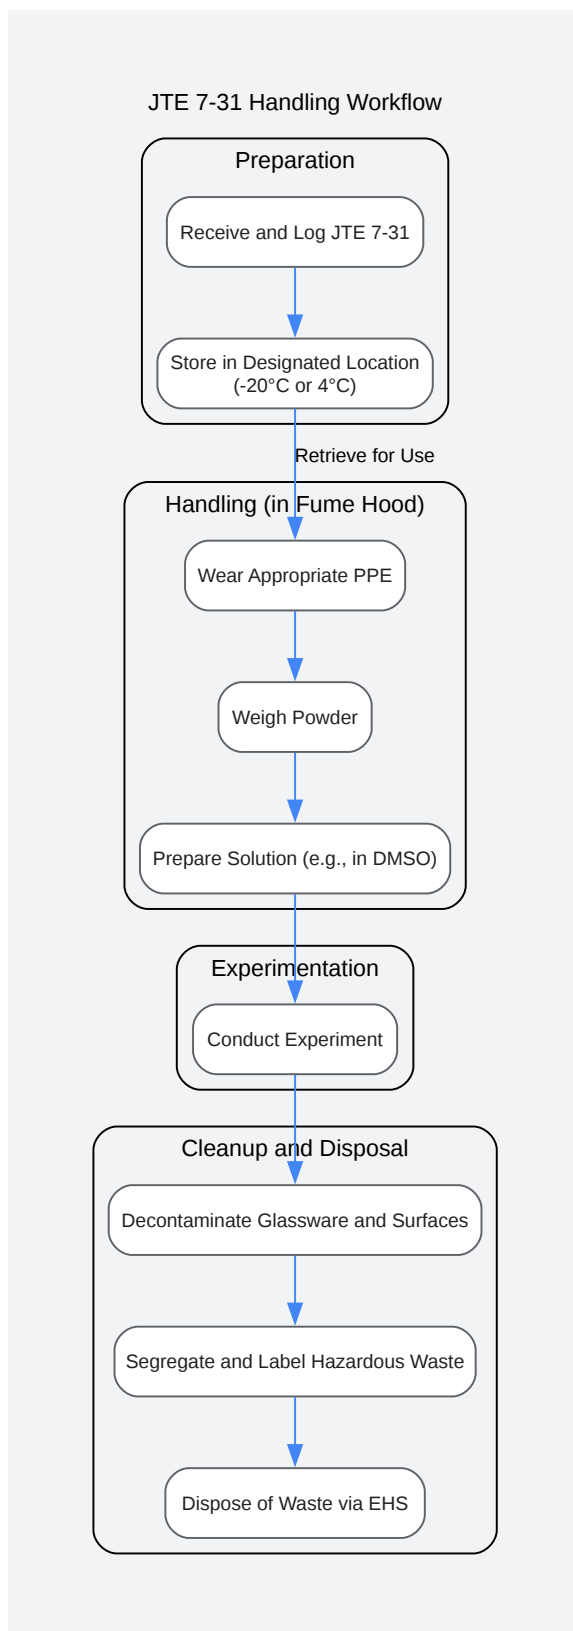 JTE 7-31 Handling Workflow
Preparation
Receive and Log JTE 7-31
Store in Designated Location
(-20°C or 4°C)
Retrieve for Use
Handling (in Fume Hood)
Wear Appropriate PPE
Weigh Powder
Prepare Solution (e.g., in DMSO)
Experimentation
Conduct Experiment
Cleanup and Disposal
Decontaminate Glassware and Surfaces
Segregate and Label Hazardous Waste
Dispose of Waste via EHS